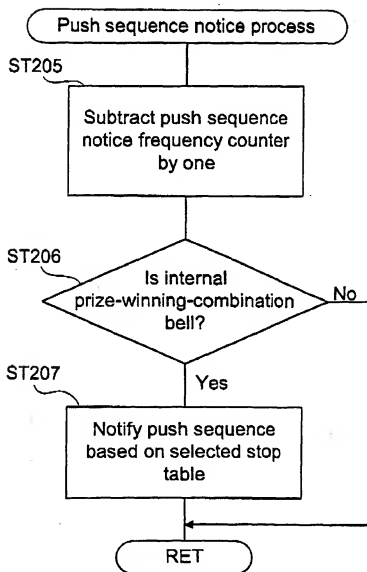 Push sequence notice process
ST205
Subtract push sequence
notice frequency counter
by one
ST206
Is internal
prize-winning-combination
bell?
No
Yes
ST207
Notify push sequence
based on selected stop
table
RET